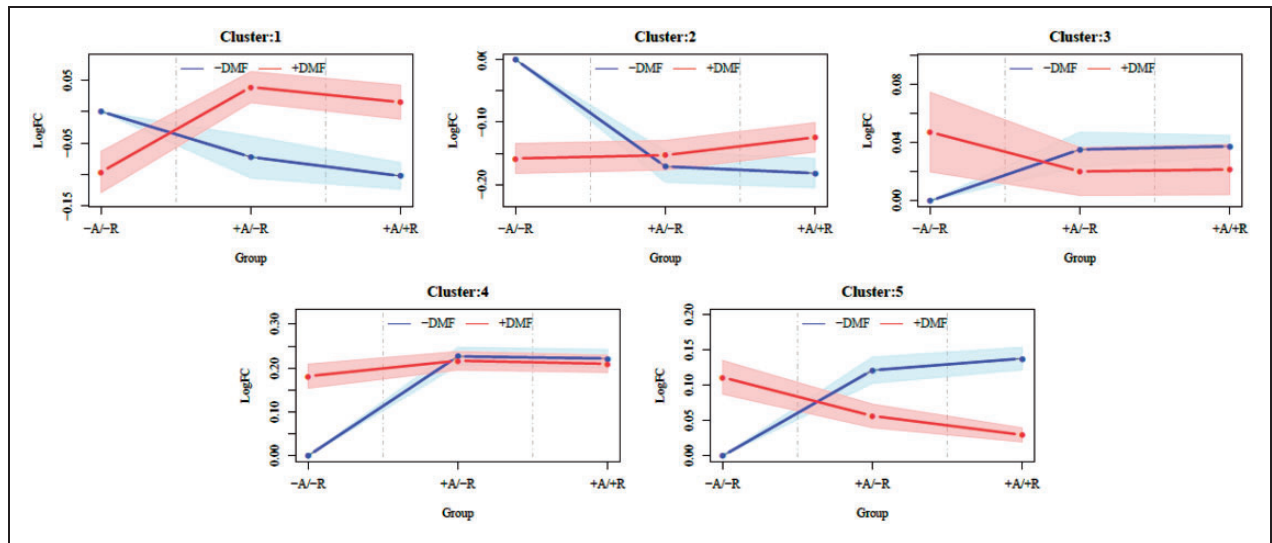 Cluster:1
−DMF +DMF
0.05
−0.05
−0.15
LogFC
−A/−R +A/−R +A/+R
Group
Cluster:2
−DMF +DMF
−0.10
−0.20
LogFC
−A/−R +A/−R +A/+R
Group
Cluster:3
−DMF +DMF
0.08
0.04
0.00
LogFC
−A/−R +A/−R +A/+R
Group
Cluster:4
−DMF +DMF
0.30
0.20
0.10
0.00
LogFC
−A/−R +A/−R +A/+R
Group
Cluster:5
−DMF +DMF
0.20
0.15
0.10
0.05
0.00
LogFC
−A/−R +A/−R +A/+R
Group